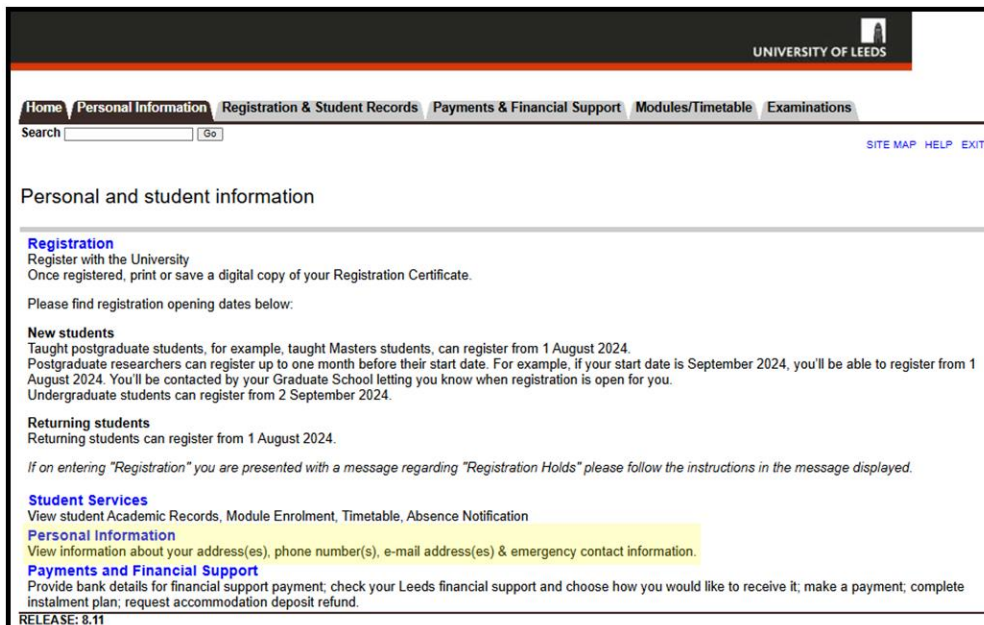 UNIVERSITY OF LEEDS
Home Personal Information Registration & Student Records Payments & Financial Support Modules/Timetable Examinations
Search Go
SITE MAP HELP EXIT
Personal and student information
Registration
Register with the University
Once registered, print or save a digital copy of your Registration Certificate.
Please find registration opening dates below:
New students
Taught postgraduate students, for example, taught Masters students, can register from 1 August 2024.
Postgraduate researchers can register up to one month before their start date. For example, if your start date is September 2024, you'll be able to register from 1
August 2024. You'll be contacted by your Graduate School letting you know when registration is open for you.
Undergraduate students can register from 2 September 2024.
Returning students
Returning students can register from 1 August 2024.
If on entering "Registration" you are presented with a message regarding "Registration Holds" please follow the instructions in the message displayed.
Student Services
View student Academic Records, Module Enrolment, Timetable, Absence Notification
Personal Information
View information about your address(es), phone number(s), e-mail address(es) & emergency contact information.
Payments and Financial Support
Provide bank details for financial support payment; check your Leeds financial support and choose how you would like to receive it; make a payment; complete
instalment plan; request accommodation deposit refund.
RELEASE: 8.11